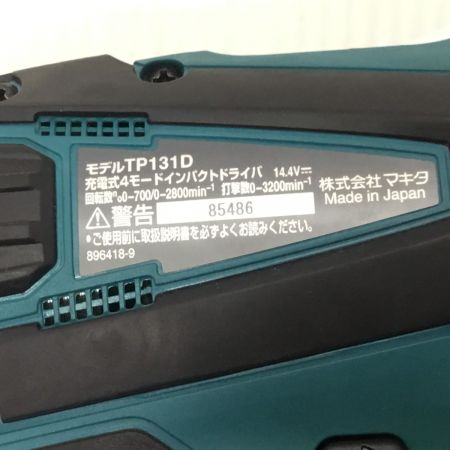 モデルTP131D
充電式4モードインパクトドライバ 14.4V⎓
回転数n₀0-700/0-2800min⁻¹ 打撃数0-3200min⁻¹
⚠警告 85486
•ご使用前に取扱説明書を必ずよくお読みください。
896418-9
株式会社 マキタ
Made in Japan